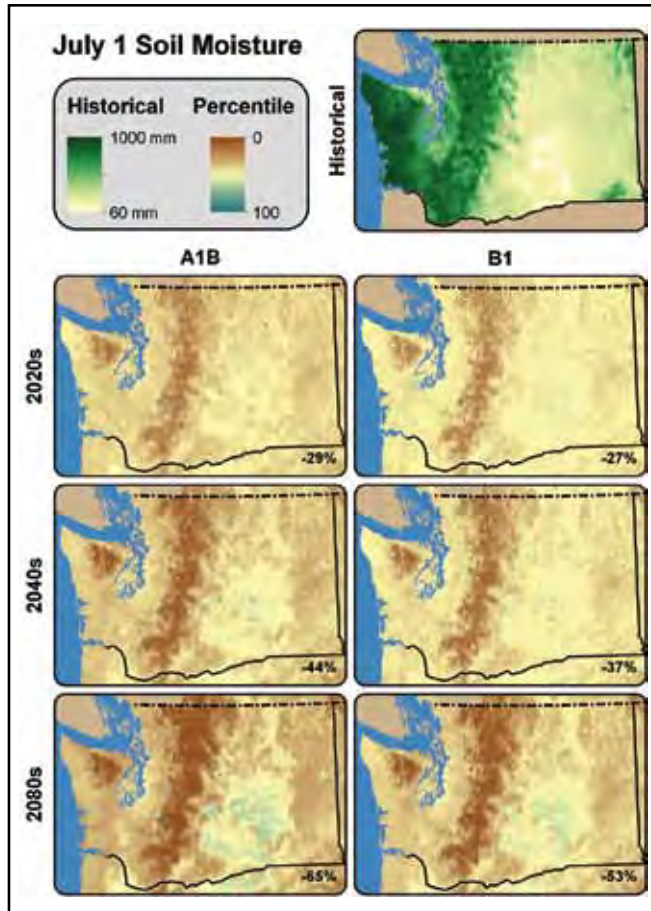 July 1 Soil Moisture
Historical Percentile
1000 mm 0
60 mm 100
Historical
A1B B1
2020s
-29% -27%
2040s
-44% -37%
2080s
-65% -53%